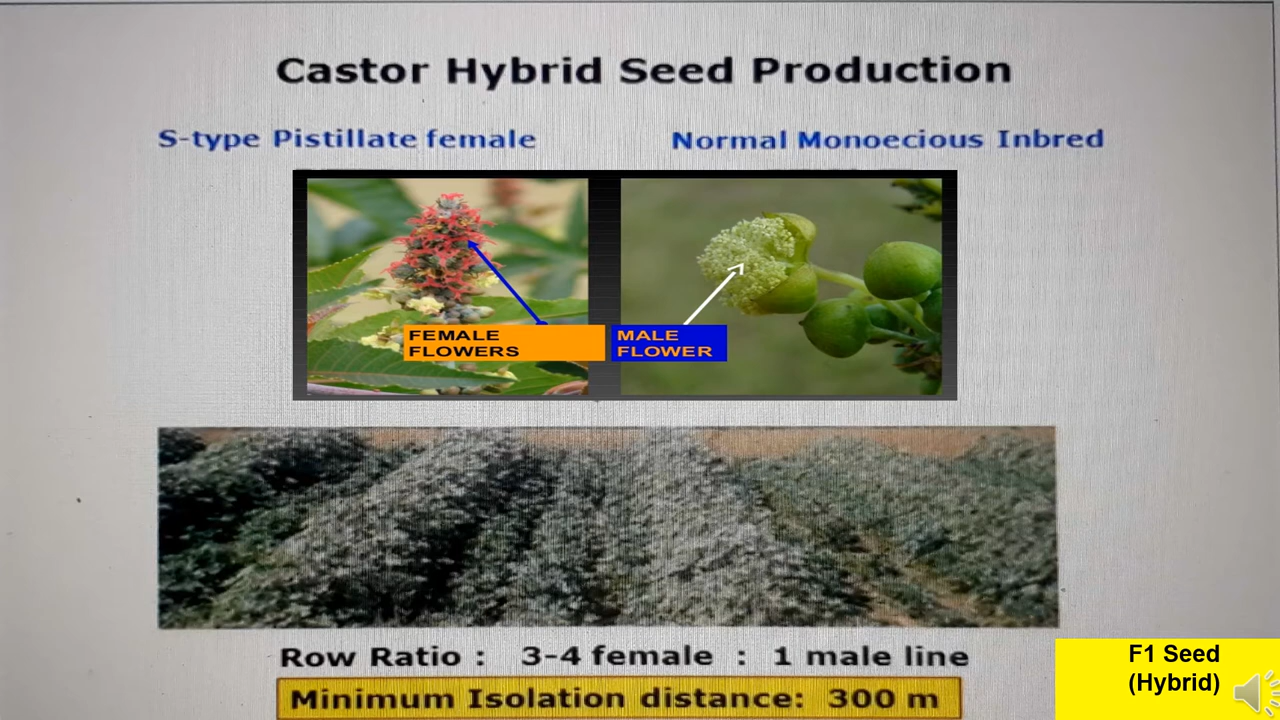 Castor Hybrid Seed Production
S-type Pistillate female
Normal Monoecious Inbred
FEMALE
FLOWERS
MALE
FLOWER
Row Ratio : 3-4 female : 1 male line
Minimum Isolation distance: 300 m
F1 Seed
(Hybrid)